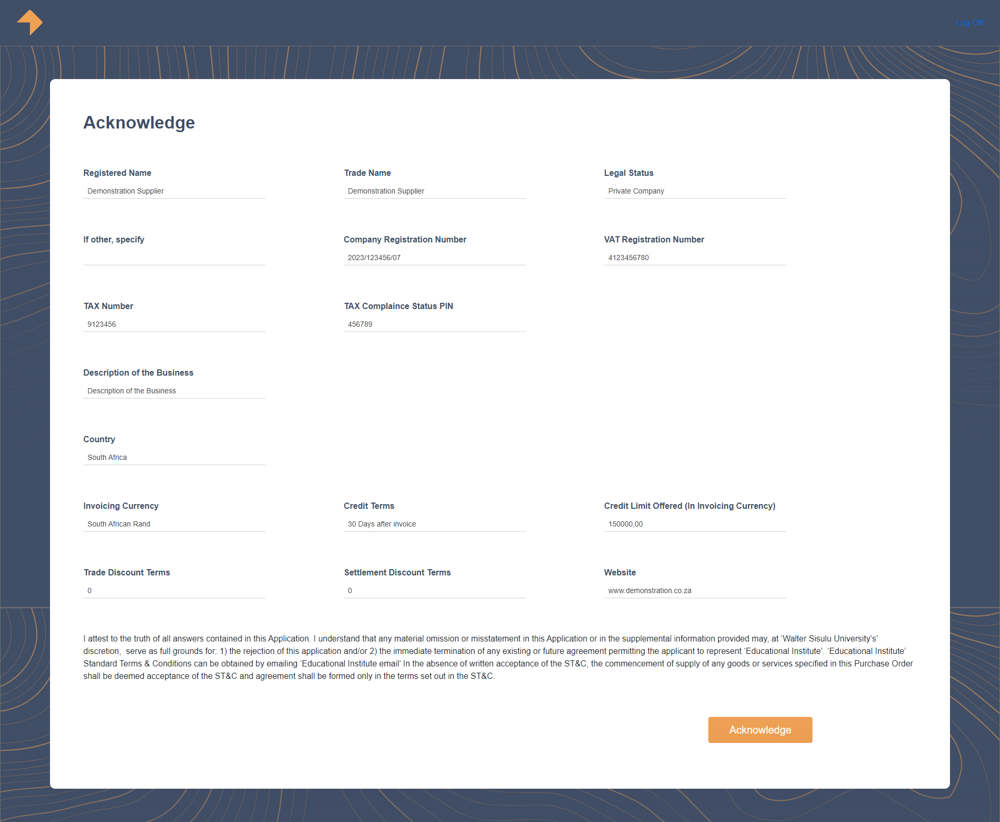 Log Off
Acknowledge
Registered Name
Trade Name
Legal Status
Demonstration Supplier
Demonstration Supplier
Private Company
If other, specify
Company Registration Number
VAT Registration Number
2023/123456/07
4123456780
TAX Number
TAX Complaince Status PIN
9123456
456789
Description of the Business
Description of the Business
Country
South Africa
Invoicing Currency
Credit Terms
Credit Limit Offered (In Invoicing Currency)
South African Rand
30 Days after invoice
150000,00
Trade Discount Terms
Settlement Discount Terms
Website
0
0
www.demonstration.co.za
I attest to the truth of all answers contained in this Application. I understand that any material omission or misstatement in this Application or in the supplemental information provided may, at ‘Walter Sisulu University’s’
discretion,  serve as full grounds for: 1) the rejection of this application and/or 2) the immediate termination of any existing or future agreement permitting the applicant to represent ‘Educational Institute’. ‘Educational Institute’
Standard Terms & Conditions can be obtained by emailing ‘Educational Institute email’ In the absence of written acceptance of the ST&C, the commencement of supply of any goods or services specified in this Purchase Order
shall be deemed acceptance of the ST&C and agreement shall be formed only in the terms set out in the ST&C.
Acknowledge